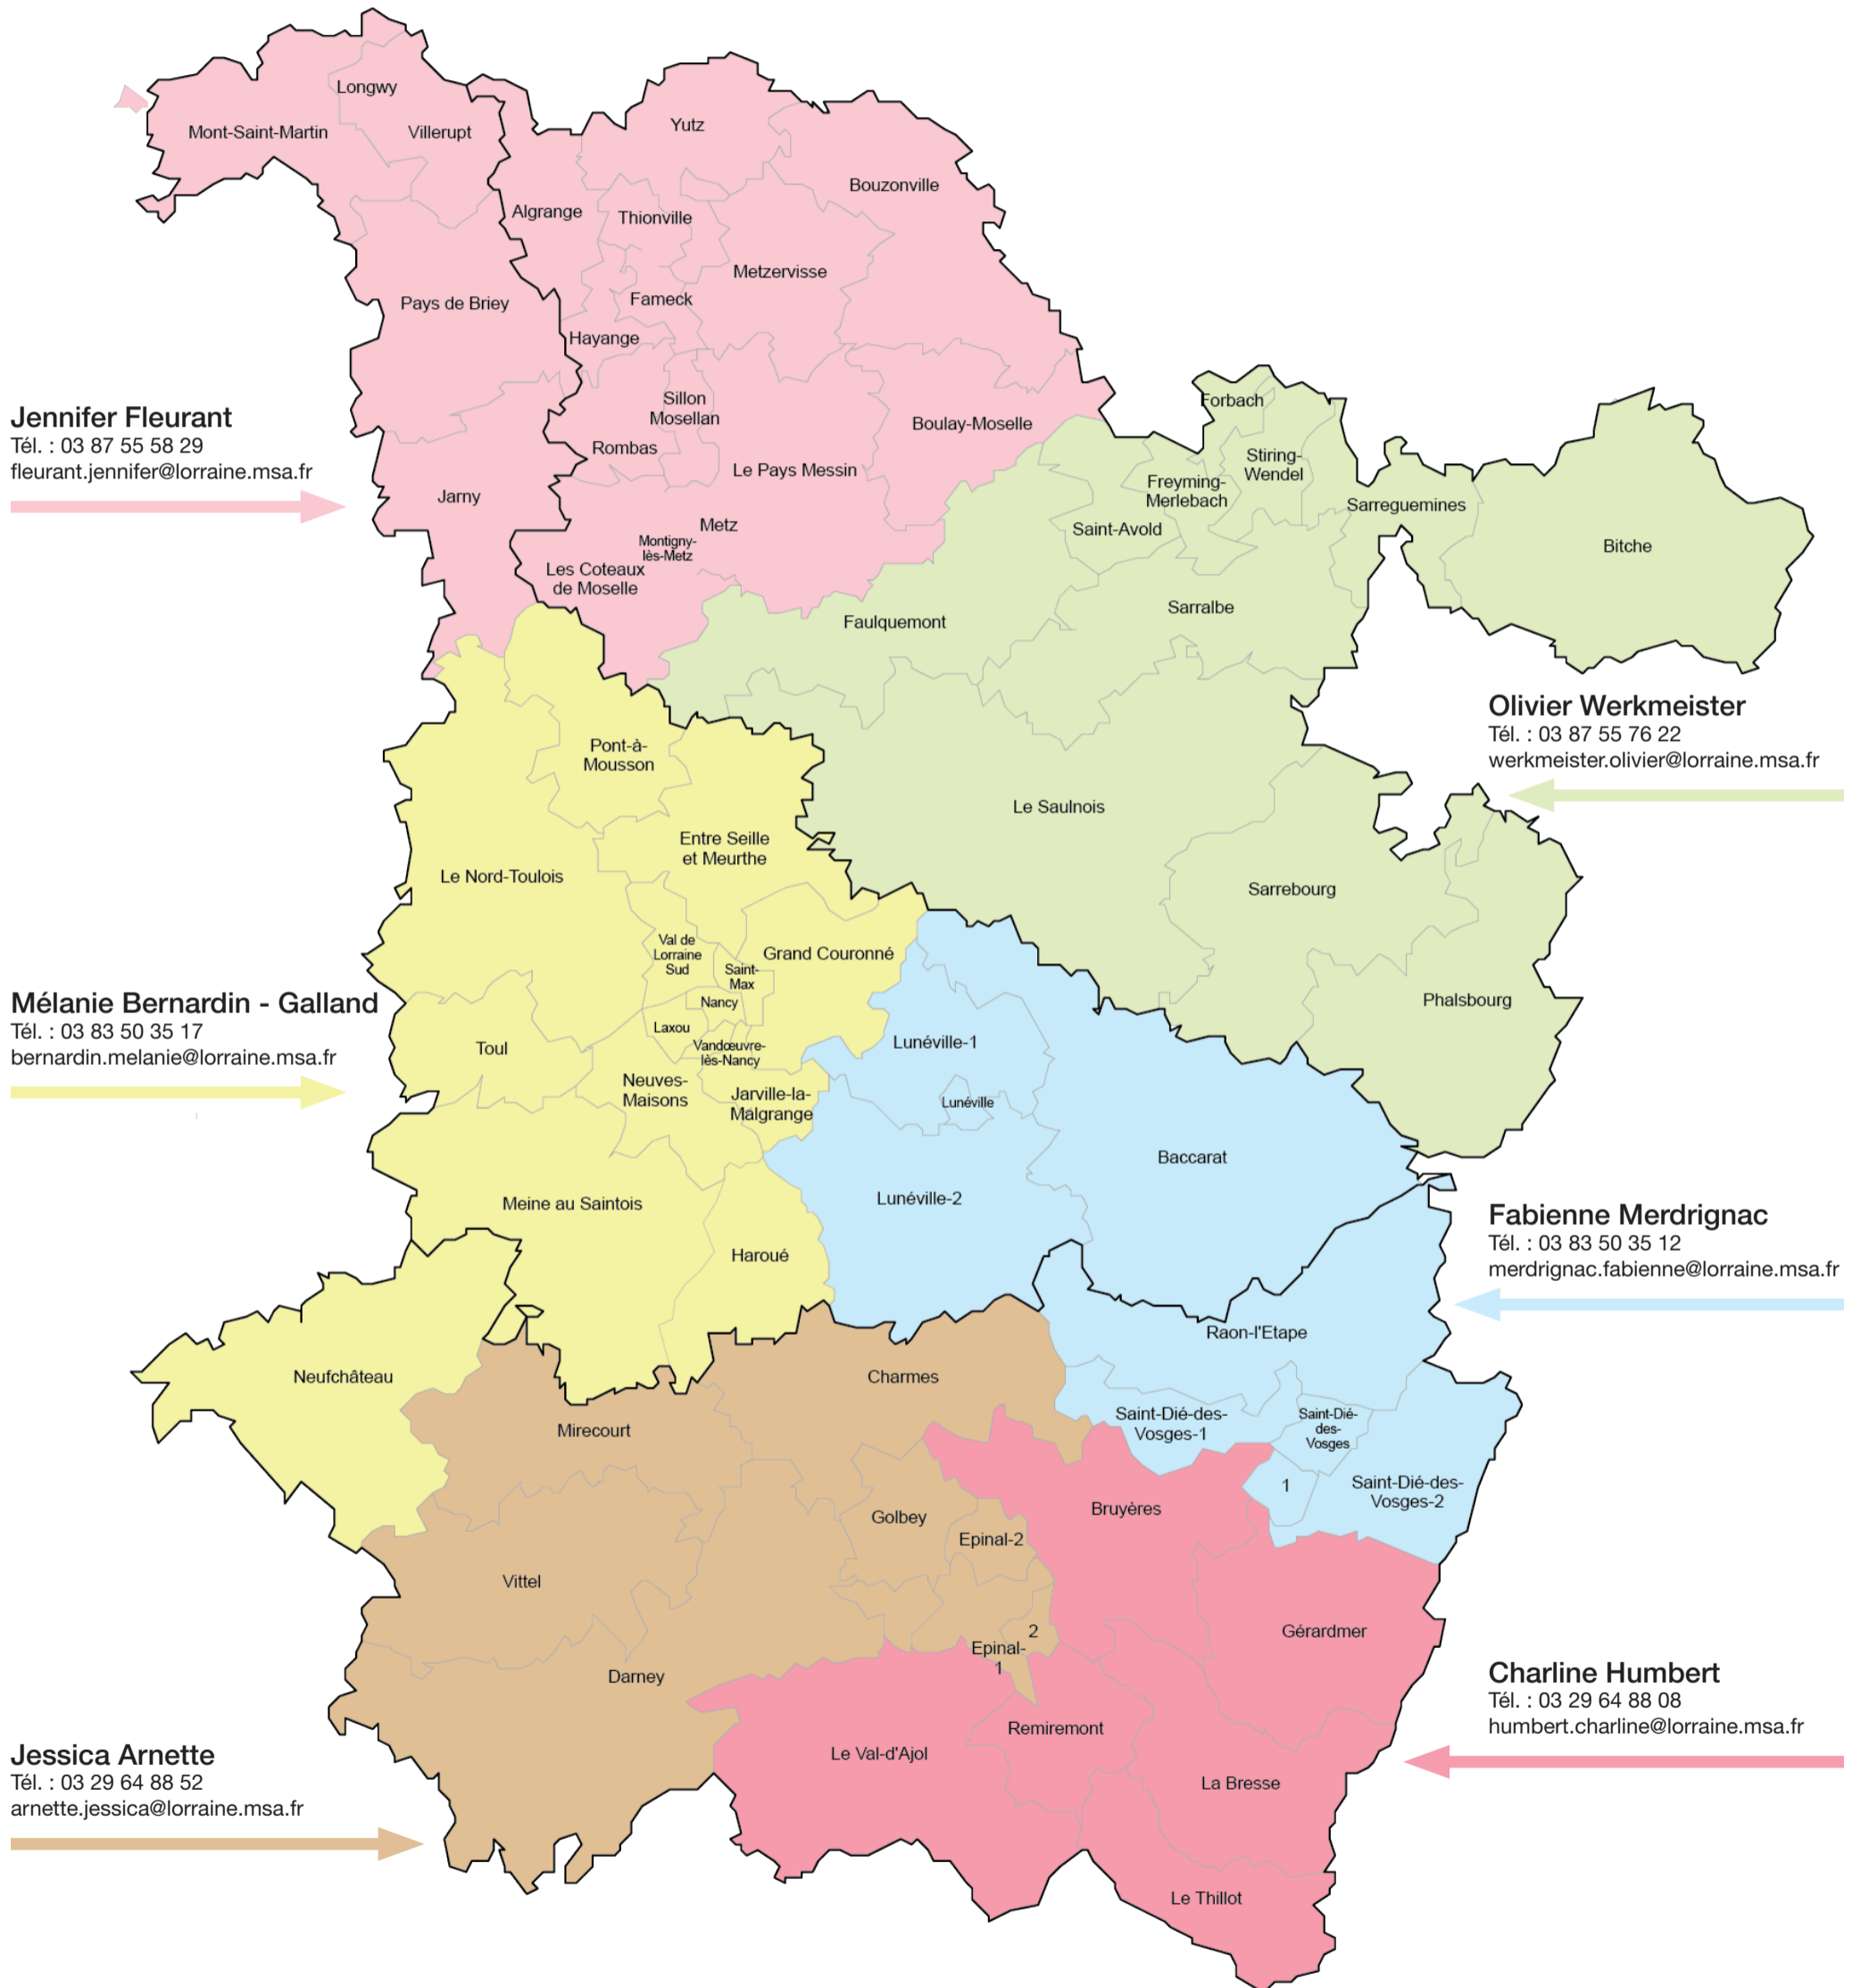 Longwy
Mont-Saint-Martin
Villerupt
Yutz
Bouzonville
Algrange
Thionville
Metzervisse
Pays de Briey
Fameck
Hayange
Sillon
Mosellan
Rombas
Boulay-Moselle
Le Pays Messin
Jarny
Metz
Montigny-
lès-Metz
Les Coteaux
de Moselle
Jennifer Fleurant
Tél. : 03 87 55 58 29
fleurant.jennifer@lorraine.msa.fr
Forbach
Stiring-
Wendel
Freyming-
Merlebach
Sarreguemines
Saint-Avold
Bitche
Sarralbe
Faulquemont
Le Saulnois
Sarrebourg
Phalsbourg
Olivier Werkmeister
Tél. : 03 87 55 76 22
werkmeister.olivier@lorraine.msa.fr
Pont-à-
Mousson
Entre Seille
et Meurthe
Le Nord-Toulois
Val de
Lorraine
Sud
Grand Couronné
Saint-
Max
Nancy
Laxou
Vandœuvre-
lès-Nancy
Toul
Neuves-
Maisons
Jarville-la-
Malgrange
Meine au Saintois
Haroué
Neufchâteau
Mélanie Bernardin - Galland
Tél. : 03 83 50 35 17
bernardin.melanie@lorraine.msa.fr
Lunéville-1
Lunéville
Baccarat
Lunéville-2
Raon-l'Etape
Saint-Dié-des-
Vosges-1
Saint-Dié-
des-
Vosges
1
Saint-Dié-des-
Vosges-2
Fabienne Merdrignac
Tél. : 03 83 50 35 12
merdrignac.fabienne@lorraine.msa.fr
Charmes
Mirecourt
Golbey
Epinal-2
Vittel
2
Epinal-
1
Darney
Jessica Arnette
Tél. : 03 29 64 88 52
arnette.jessica@lorraine.msa.fr
Bruyères
Gérardmer
Remiremont
Le Val-d'Ajol
La Bresse
Le Thillot
Charline Humbert
Tél. : 03 29 64 88 08
humbert.charline@lorraine.msa.fr